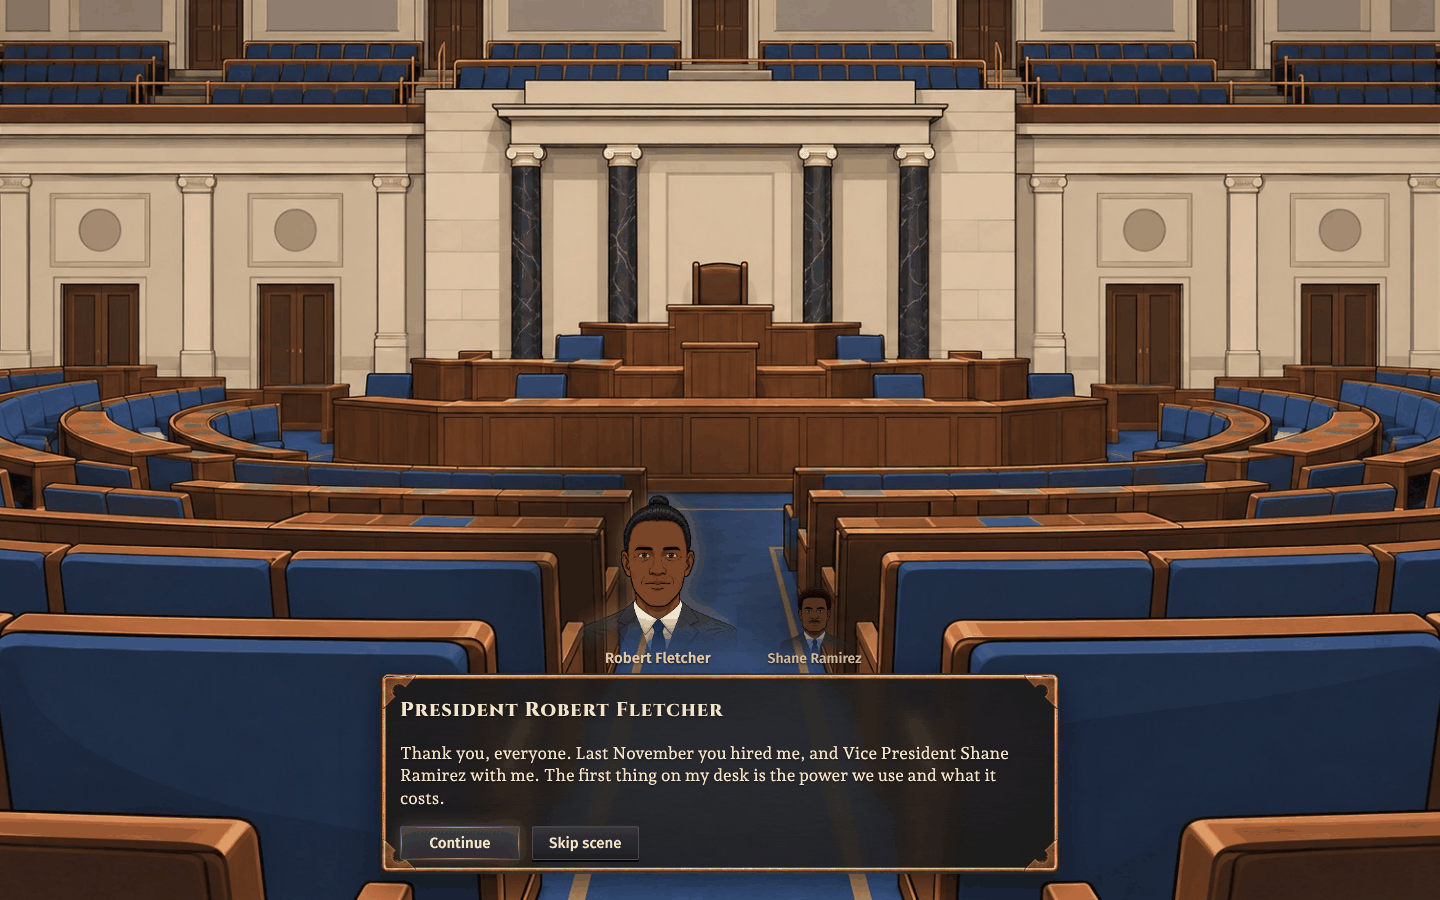 Robert Fletcher
Shane Ramirez
President Robert Fletcher
Thank you, everyone. Last November you hired me, and Vice President Shane
Ramirez with me. The first thing on my desk is the power we use and what it
costs.
Continue
Skip scene